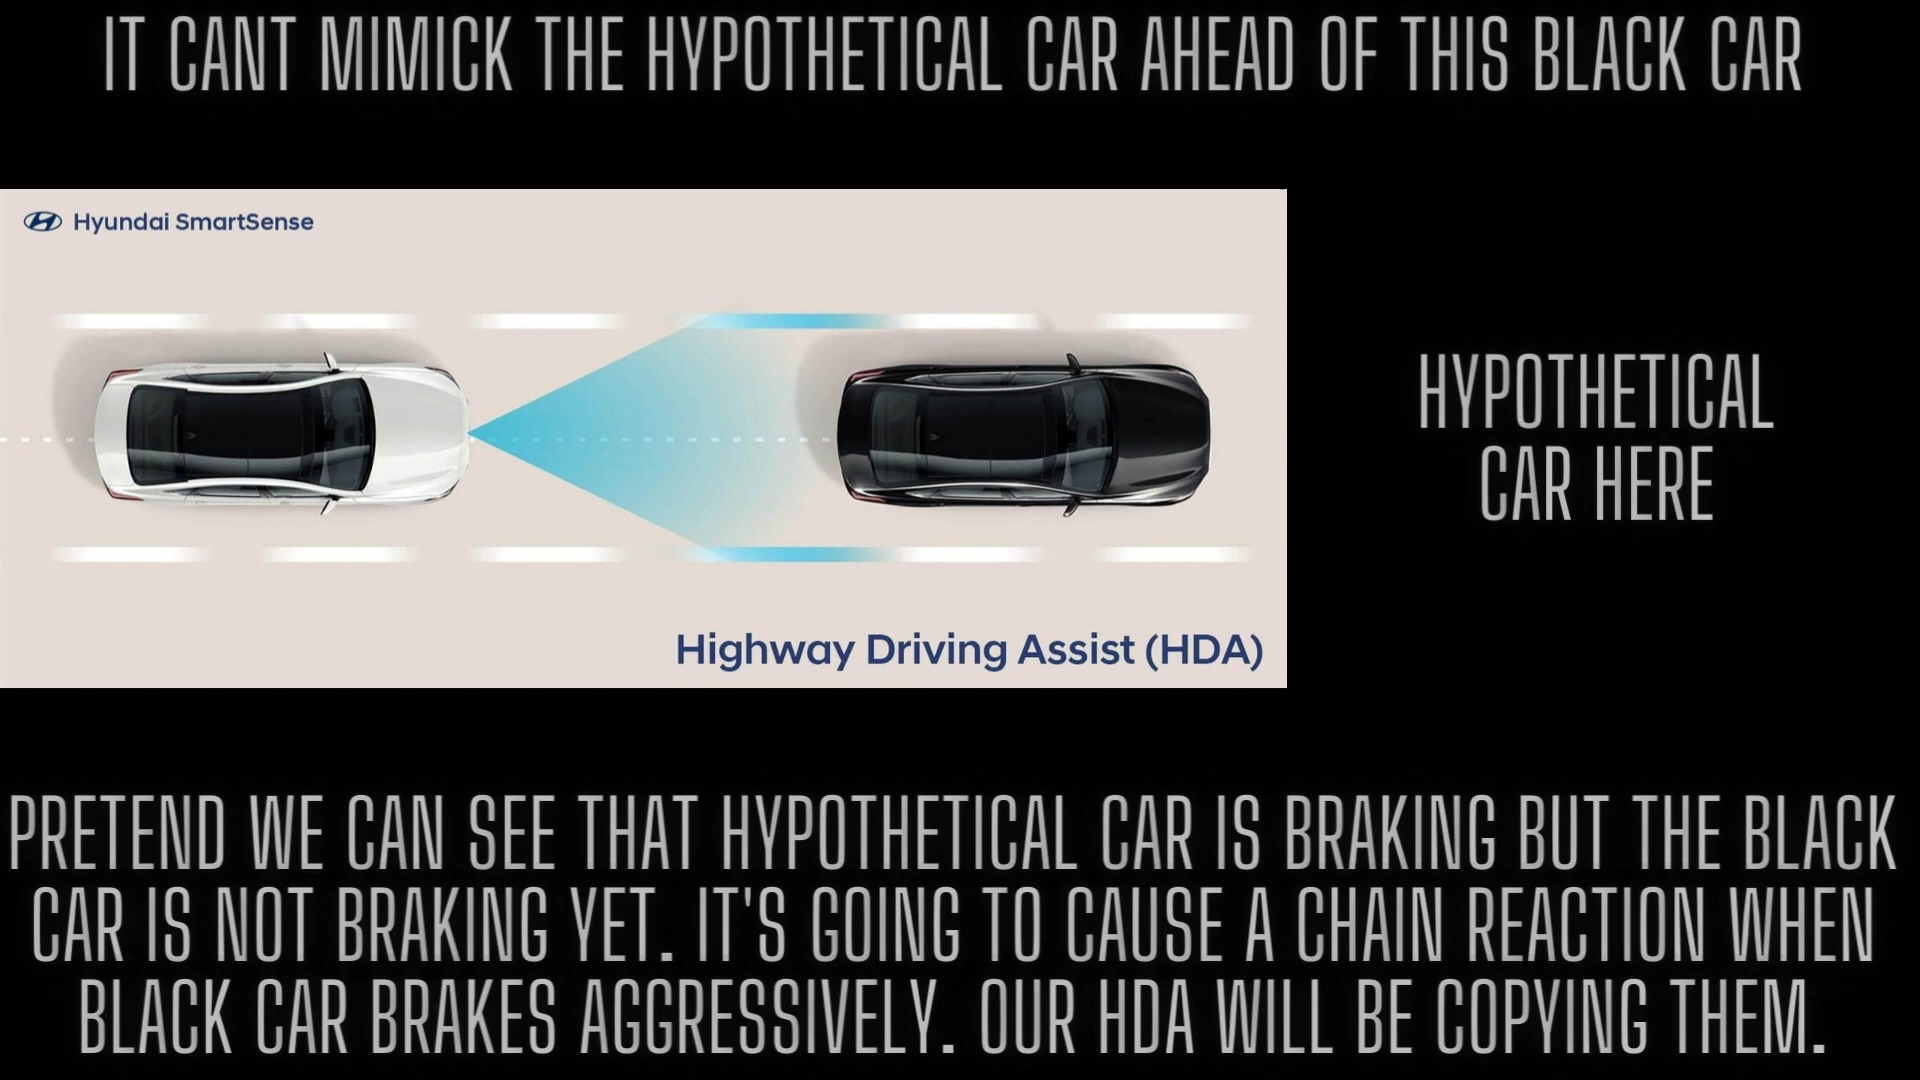 IT CANT MIMICK THE HYPOTHETICAL CAR AHEAD OF THIS BLACK CAR
Hyundai SmartSense
HYPOTHETICAL
CAR HERE
Highway Driving Assist (HDA)
PRETEND WE CAN SEE THAT HYPOTHETICAL CAR IS BRAKING BUT THE BLACK
CAR IS NOT BRAKING YET. IT'S GOING TO CAUSE A CHAIN REACTION WHEN
BLACK CAR BRAKES AGGRESSIVELY. OUR HDA WILL BE COPYING THEM.